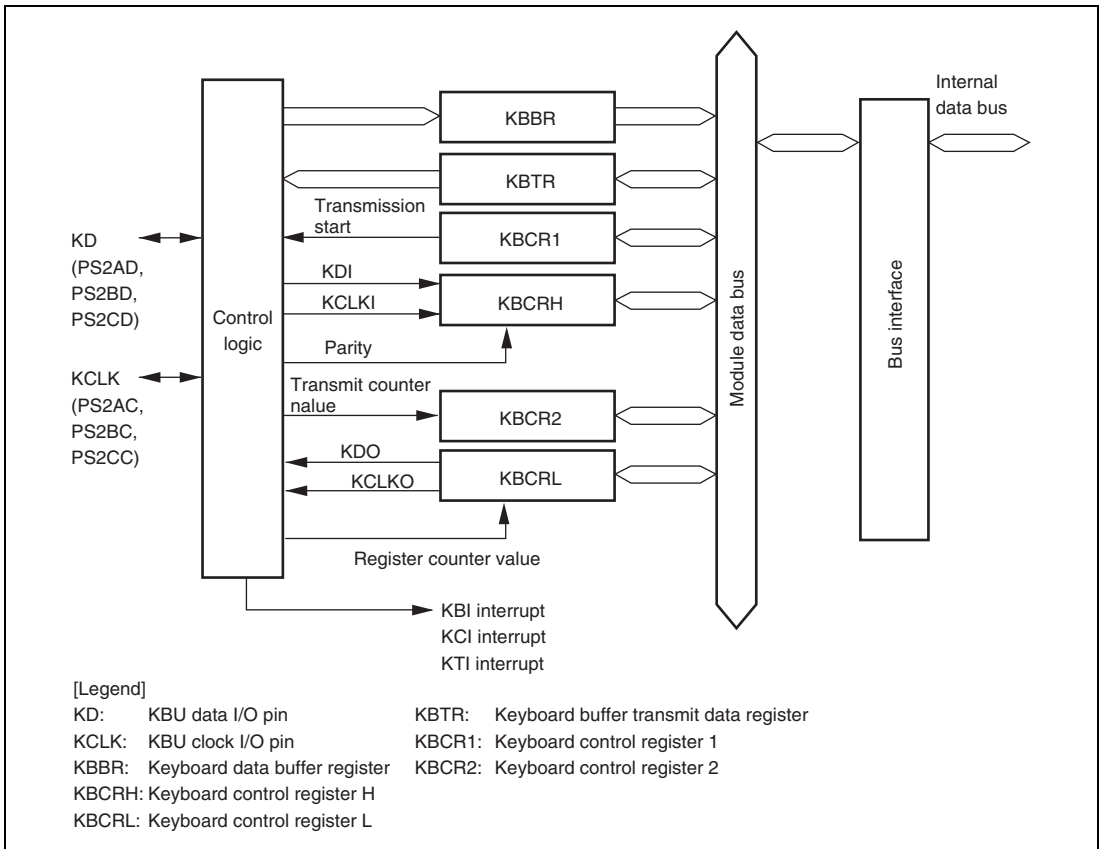 Internal
data bus
KBBR
KBTR
Transmission
start
KBCR1
KD
(PS2AD,
PS2BD,
PS2CD)
KDI
KCLKI
KBCRH
Control
logic
Parity
Module data bus
Bus interface
KCLK
(PS2AC,
PS2BC,
PS2CC)
Transmit counter
nalue
KBCR2
KDO
KCLKO
KBCRL
Register counter value
KBI interrupt
KCI interrupt
KTI interrupt
[Legend]
KD: KBU data I/O pin
KCLK: KBU clock I/O pin
KBBR: Keyboard data buffer register
KBCRH: Keyboard control register H
KBCRL: Keyboard control register L
KBTR: Keyboard buffer transmit data register
KBCR1: Keyboard control register 1
KBCR2: Keyboard control register 2